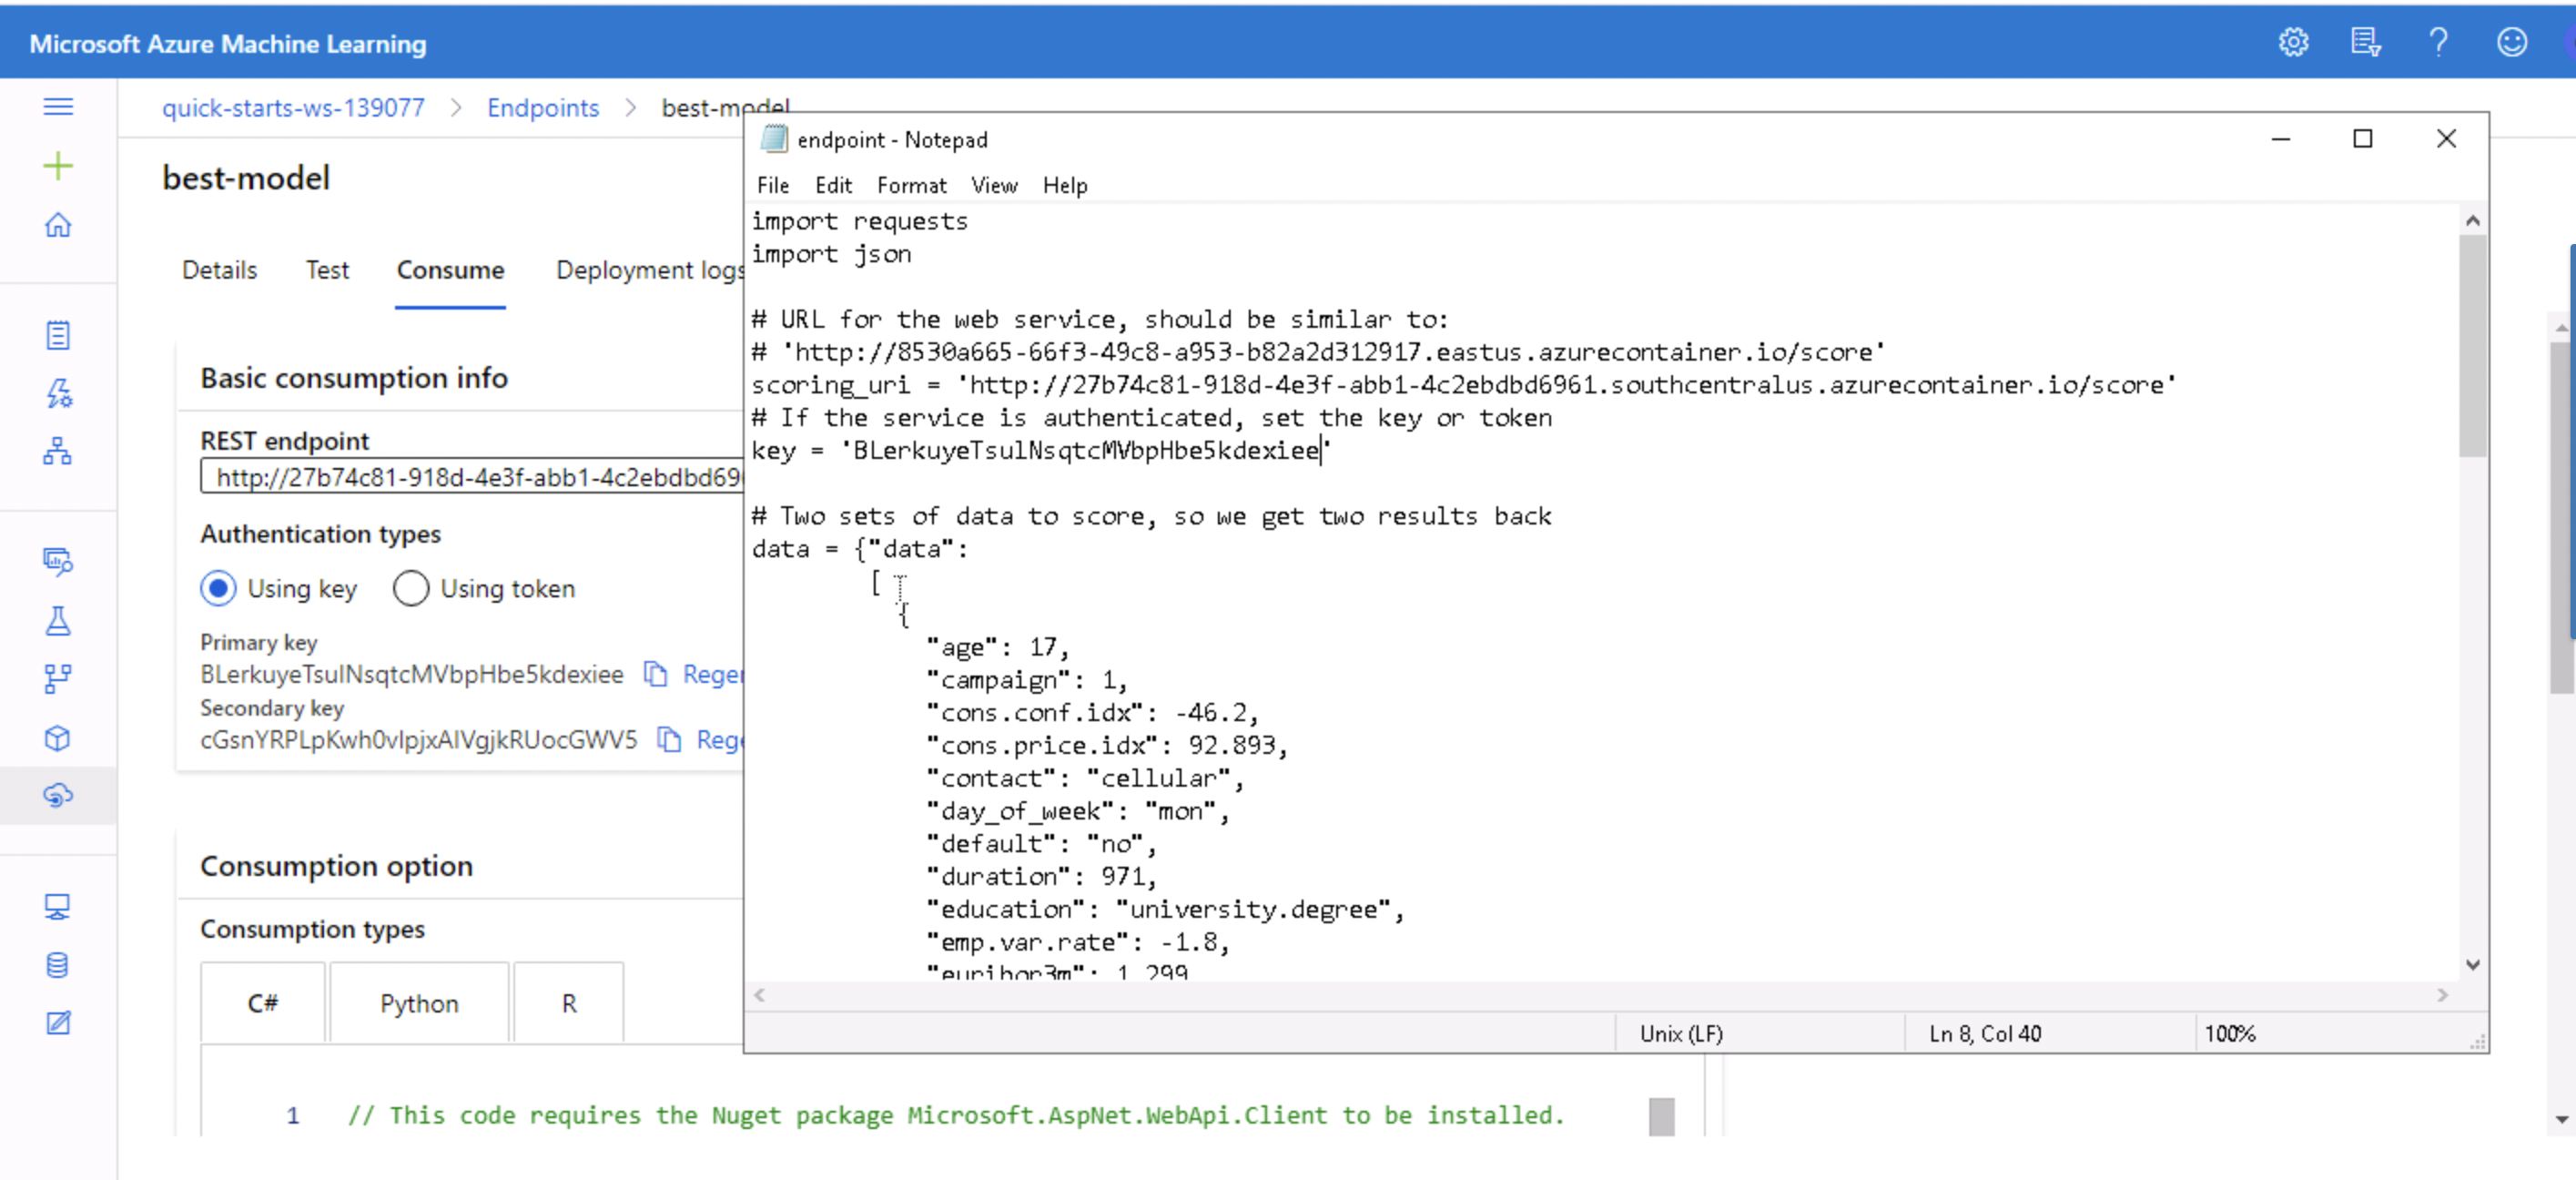 Microsoft Azure Machine Learning
quick-starts-ws-139077 > Endpoints > best-model
best-model
Details Test Consume Deployment logs
Basic consumption info
REST endpoint
http://27b74c81-918d-4e3f-abb1-4c2ebdbd69
Authentication types
Using key Using token
Primary key
BLerkuyeTsulNsqtcMVbpHbe5kdexiee Reger
Secondary key
cGsnYRPLpKwh0vIpjxAIVgjkRUocGWV5 Rege
Consumption option
Consumption types
C# Python R
1 // This code requires the Nuget package Microsoft.AspNet.WebApi.Client to be installed.
endpoint - Notepad
File Edit Format View Help
import requests
import json
# URL for the web service, should be similar to:
# 'http://8530a665-66f3-49c8-a953-b82a2d312917.eastus.azurecontainer.io/score'
scoring_uri = 'http://27b74c81-918d-4e3f-abb1-4c2ebdbd6961.southcentralus.azurecontainer.io/score'
# If the service is authenticated, set the key or token
key = 'BLerkuyeTsulNsqtcMVbpHbe5kdexiee'
# Two sets of data to score, so we get two results back
data = {"data":
[
{
"age": 17,
"campaign": 1,
"cons.conf.idx": -46.2,
"cons.price.idx": 92.893,
"contact": "cellular",
"day_of_week": "mon",
"default": "no",
"duration": 971,
"education": "university.degree",
"emp.var.rate": -1.8,
"euribor3m": 1.299
Unix (LF) Ln 8, Col 40 100%